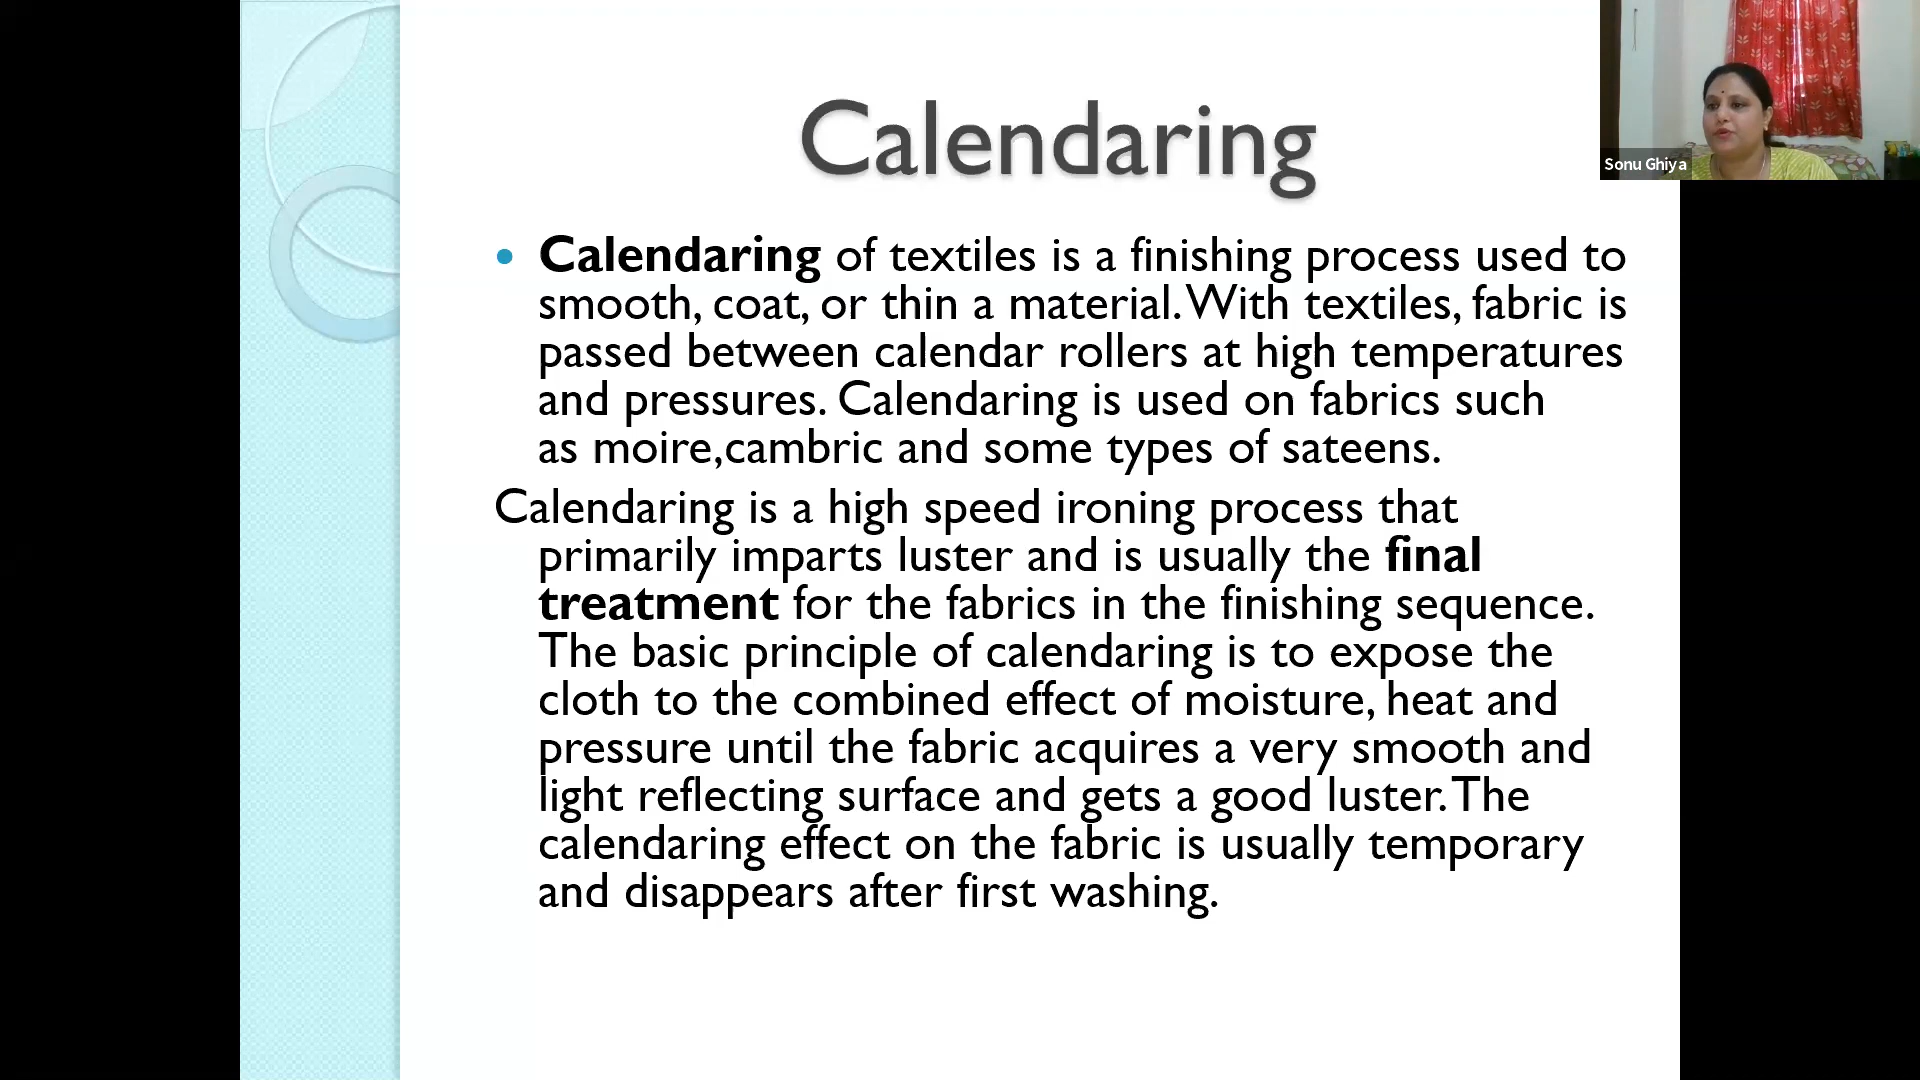 Calendaring
Sonu Ghiya
• Calendaring of textiles is a finishing process used to
smooth, coat, or thin a material. With textiles, fabric is
passed between calendar rollers at high temperatures
and pressures. Calendaring is used on fabrics such
as moire,cambric and some types of sateens.
Calendaring is a high speed ironing process that
primarily imparts luster and is usually the final
treatment for the fabrics in the finishing sequence.
The basic principle of calendaring is to expose the
cloth to the combined effect of moisture, heat and
pressure until the fabric acquires a very smooth and
light reflecting surface and gets a good luster. The
calendaring effect on the fabric is usually temporary
and disappears after first washing.